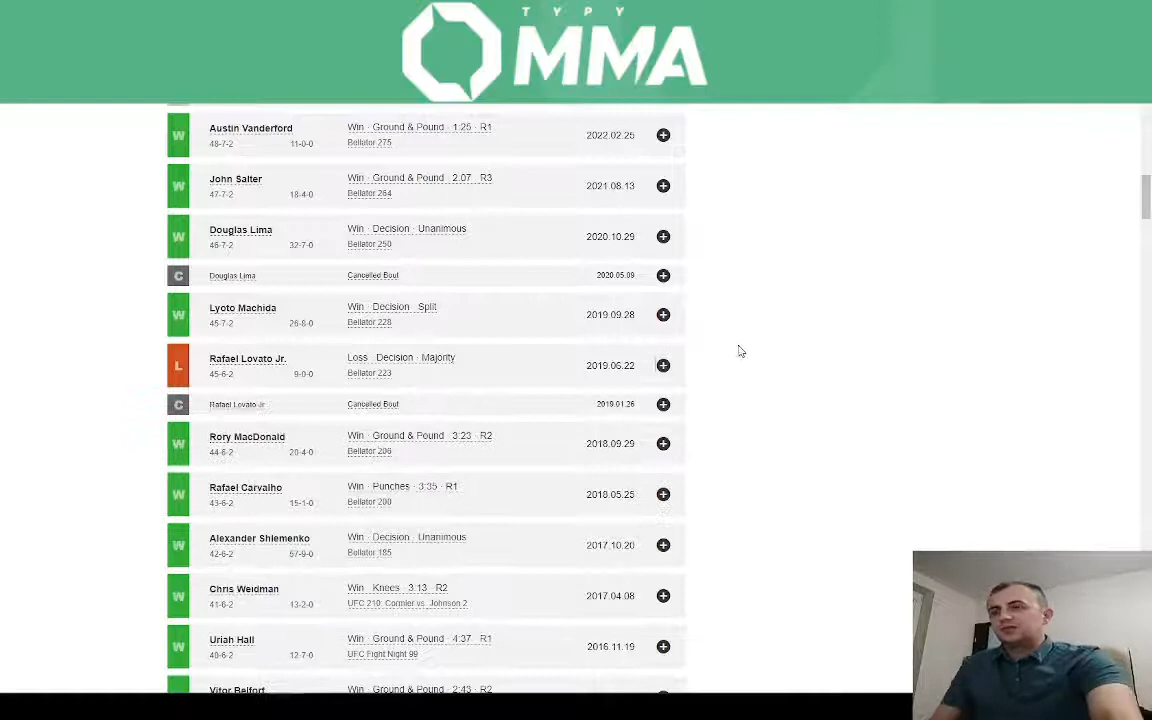 TYPY
MMA
W Austin Vanderford Win · Ground & Pound · 1:25 · R1 2022.02.25
48-7-2 11-0-0 Bellator 275
W John Salter Win · Ground & Pound · 2:07 · R3 2021.08.13
47-7-2 18-4-0 Bellator 264
W Douglas Lima Win · Decision · Unanimous 2020.10.29
46-7-2 32-7-0 Bellator 250
C Douglas Lima Cancelled Bout 2020.05.09
W Lyoto Machida Win · Decision · Split 2019.09.28
45-7-2 26-8-0 Bellator 228
L Rafael Lovato Jr. Loss · Decision · Majority 2019.06.22
45-6-2 9-0-0 Bellator 223
C Rafael Lovato Jr. Cancelled Bout 2019.01.26
W Rory MacDonald Win · Ground & Pound · 3:23 · R2 2018.09.29
44-6-2 20-4-0 Bellator 206
W Rafael Carvalho Win · Punches · 3:35 · R1 2018.05.25
43-6-2 15-1-0 Bellator 200
W Alexander Shlemenko Win · Decision · Unanimous 2017.10.20
42-6-2 57-9-0 Bellator 185
W Chris Weidman Win · Knees · 3:13 · R2 2017.04.08
41-6-2 13-2-0 UFC 210: Cormier vs. Johnson 2
W Uriah Hall Win · Ground & Pound · 4:37 · R1 2016.11.19
40-6-2 12-7-0 UFC Fight Night 99
Vitor Belfort Win · Ground & Pound · 2:43 · R2